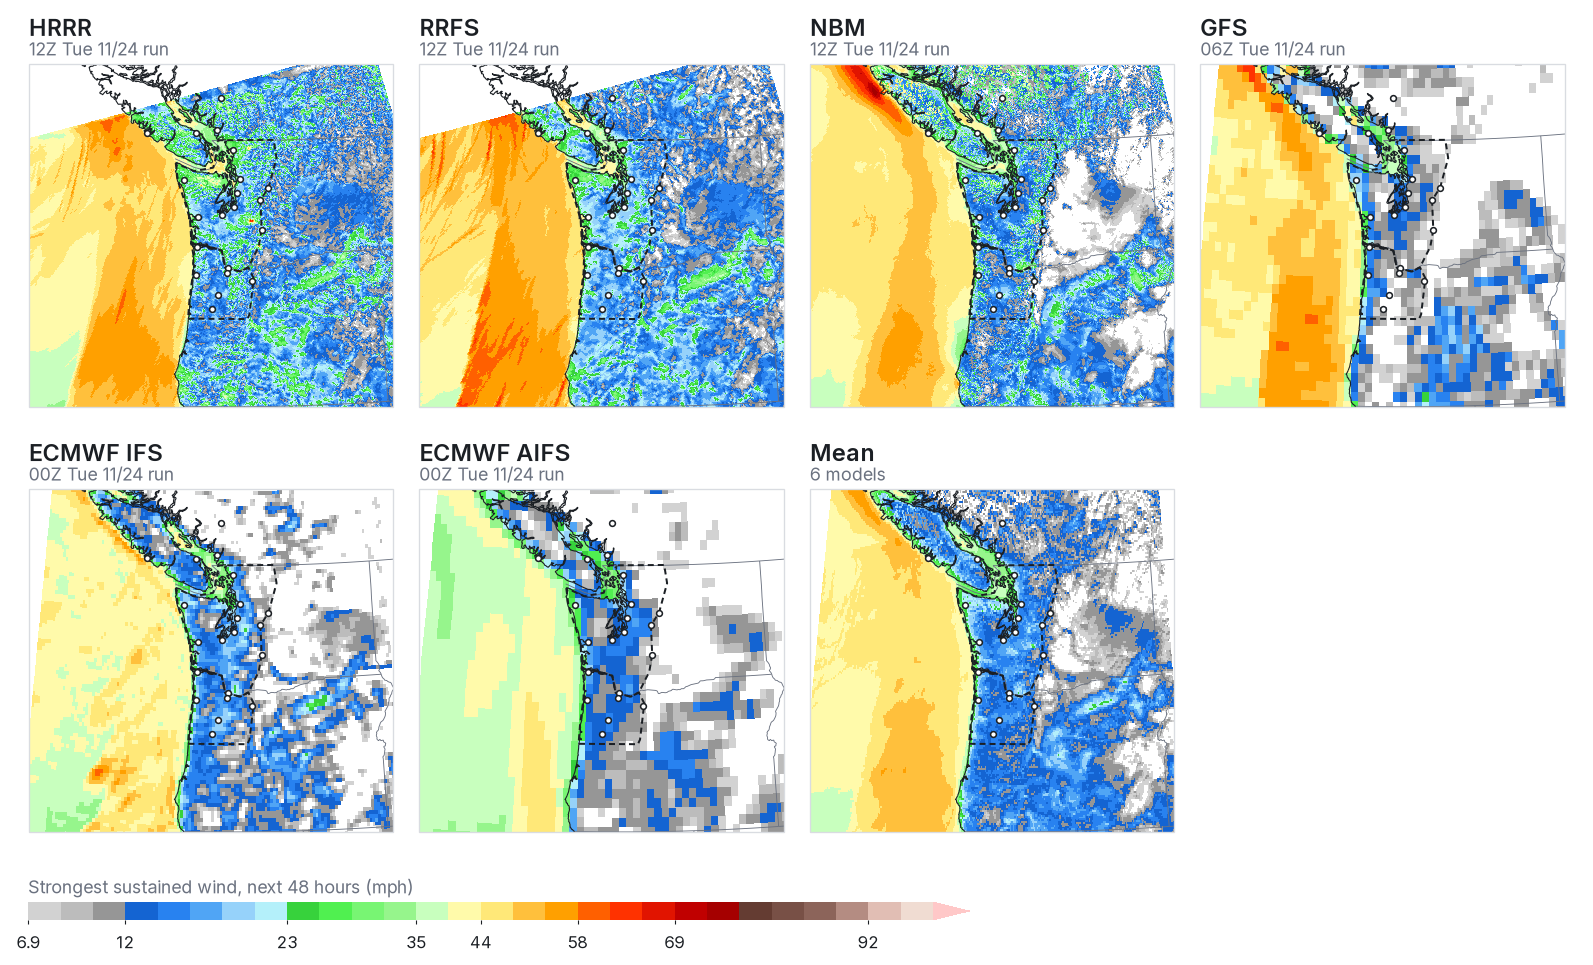 HRRR
12Z Tue 11/24 run
RRFS
12Z Tue 11/24 run
NBM
12Z Tue 11/24 run
GFS
06Z Tue 11/24 run
ECMWF IFS
00Z Tue 11/24 run
ECMWF AIFS
00Z Tue 11/24 run
Mean
6 models
Strongest sustained wind, next 48 hours (mph)
6.9 12 23 35 44 58 69 92